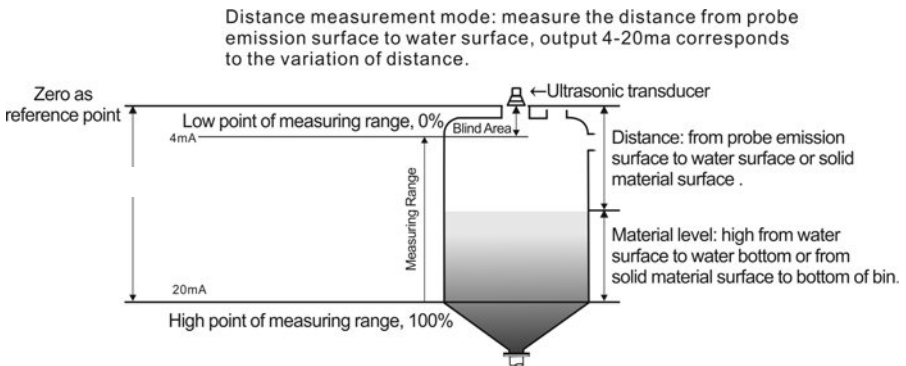 Distance measurement mode: measure the distance from probe
emission surface to water surface, output 4-20ma corresponds
to the variation of distance.
Zero as
reference point
←Ultrasonic transducer
Low point of measuring range, 0%
Blind Area
4mA
Distance: from probe emission
surface to water surface or solid
material surface .
Measuring Range
Material level: high from water
surface to water bottom or from
solid material surface to bottom of bin.
20mA
High point of measuring range, 100%